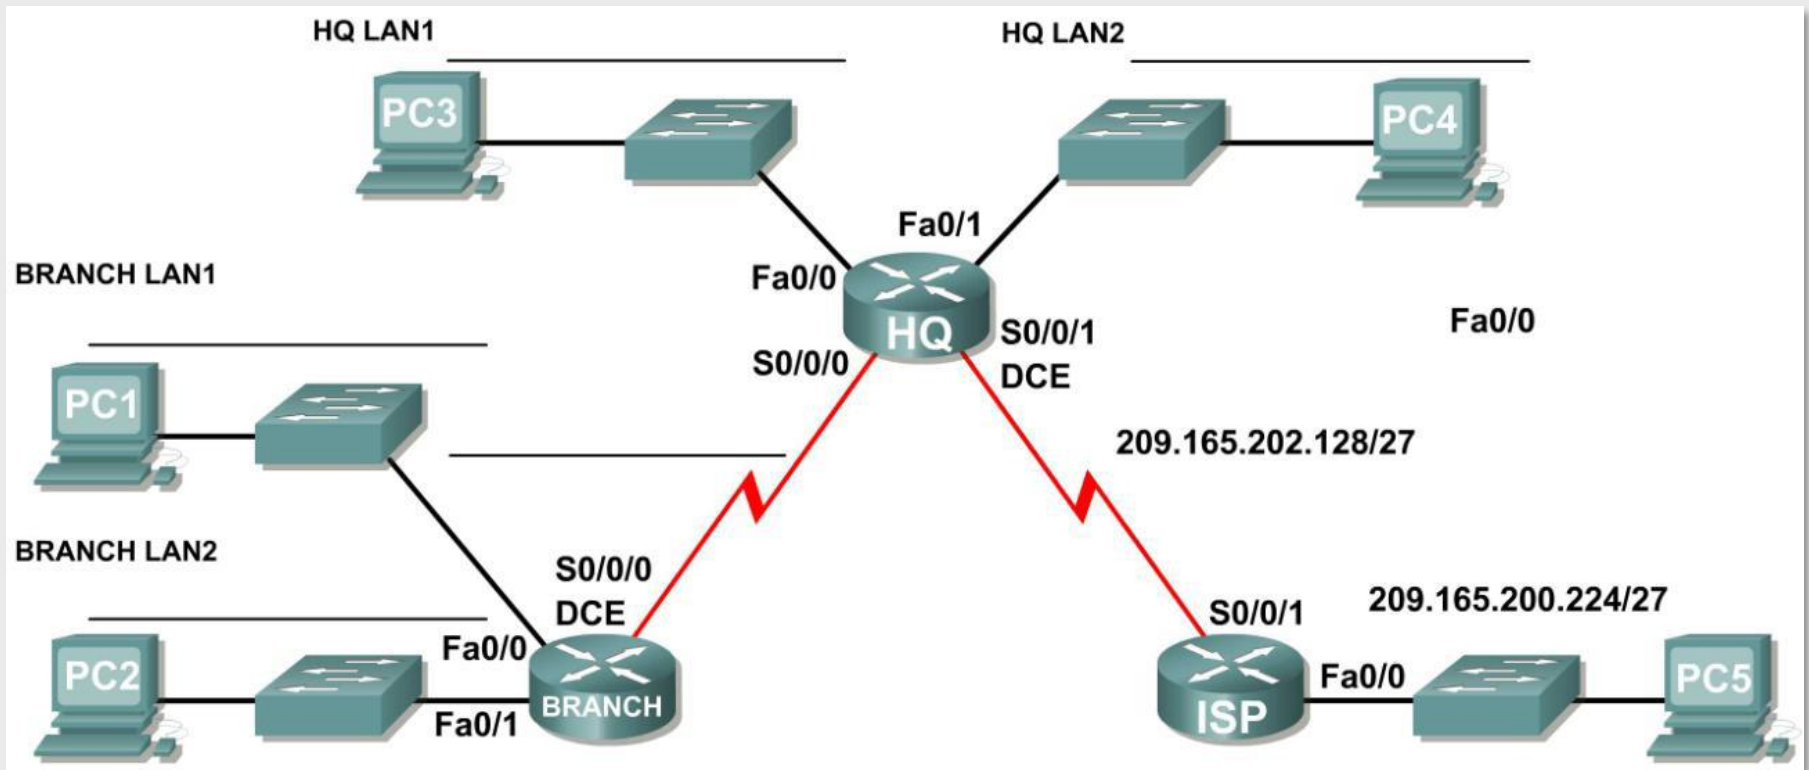 HQ LAN1
HQ LAN2
PC3
PC4
Fa0/1
Fa0/0
BRANCH LAN1
HQ
S0/0/1
DCE
Fa0/0
S0/0/0
PC1
209.165.202.128/27
BRANCH LAN2
S0/0/0
DCE
209.165.200.224/27
S0/0/1
Fa0/0
PC2
BRANCH
Fa0/1
ISP
Fa0/0
PC5